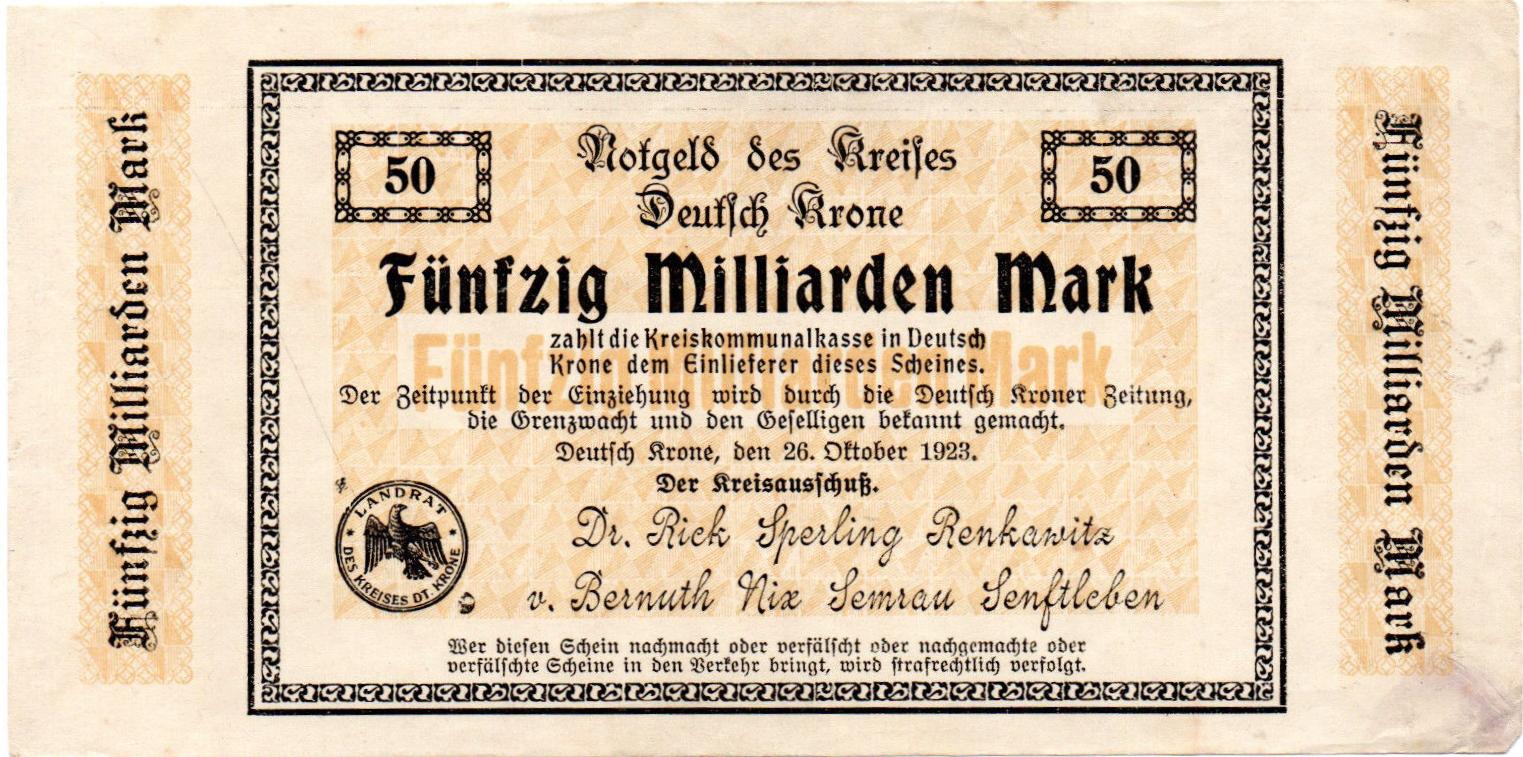 Fünfzig Milliarden Mark
50
Notgeld des Kreises
Deutsch Krone
50
Fünfzig Milliarden Mark
Fünfzig Milliarden Mark
zahlt die Kreiskommunalkasse in Deutsch
Krone dem Einlieferer dieses Scheines.
Der Zeitpunkt der Einziehung wird durch die Deutsch Kroner Zeitung,
die Grenzwacht und den Geselligen bekannt gemacht.
Deutsch Krone, den 26. Oktober 1923.
Der Kreisausschuß.
LANDRAT
DES KREISES DT. KRONE
Dr. Rick Sperling Renkawitz
v. Bernuth Nix Semrau Senftleben
Wer diesen Schein nachmacht oder verfälscht oder nachgemachte oder
verfälschte Scheine in den Verkehr bringt, wird strafrechtlich verfolgt.
Fünfzig Milliarden Mark